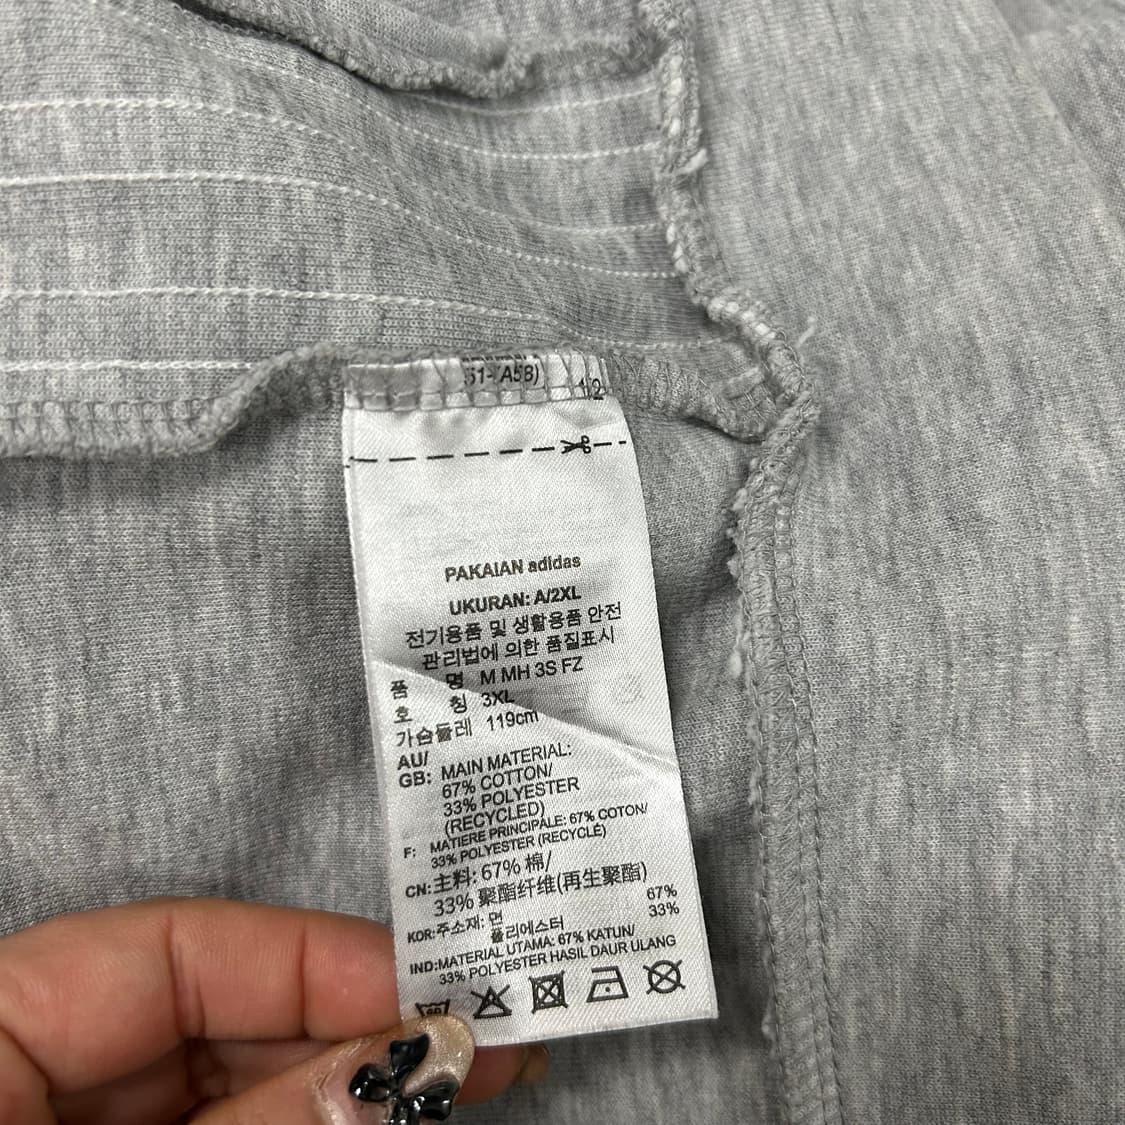 (51-(A5B)
1/2
PAKAIAN adidas
UKURAN: A/2XL
전기용품 및 생활용품 안전
관리법에 의한 품질표시
품 명 M MH 3S FZ
호 칭 3XL
가슴둘레 119cm
AU/
GB: MAIN MATERIAL:
67% COTTON/
33% POLYESTER
(RECYCLED)
F: MATIERE PRINCIPALE: 67% COTON/
33% POLYESTER (RECYCLÉ)
CN: 主料: 67% 棉/
33% 聚酯纤维(再生聚酯)
KOR: 주소재: 면 67%
폴리에스터 33%
IND: MATERIAL UTAMA: 67% KATUN/
33% POLYESTER HASIL DAUR ULANG